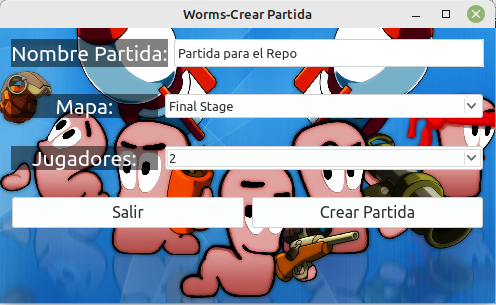 Worms-Crear Partida
Nombre Partida: Partida para el Repo
Mapa: Final Stage
Jugadores: 2
Salir Crear Partida